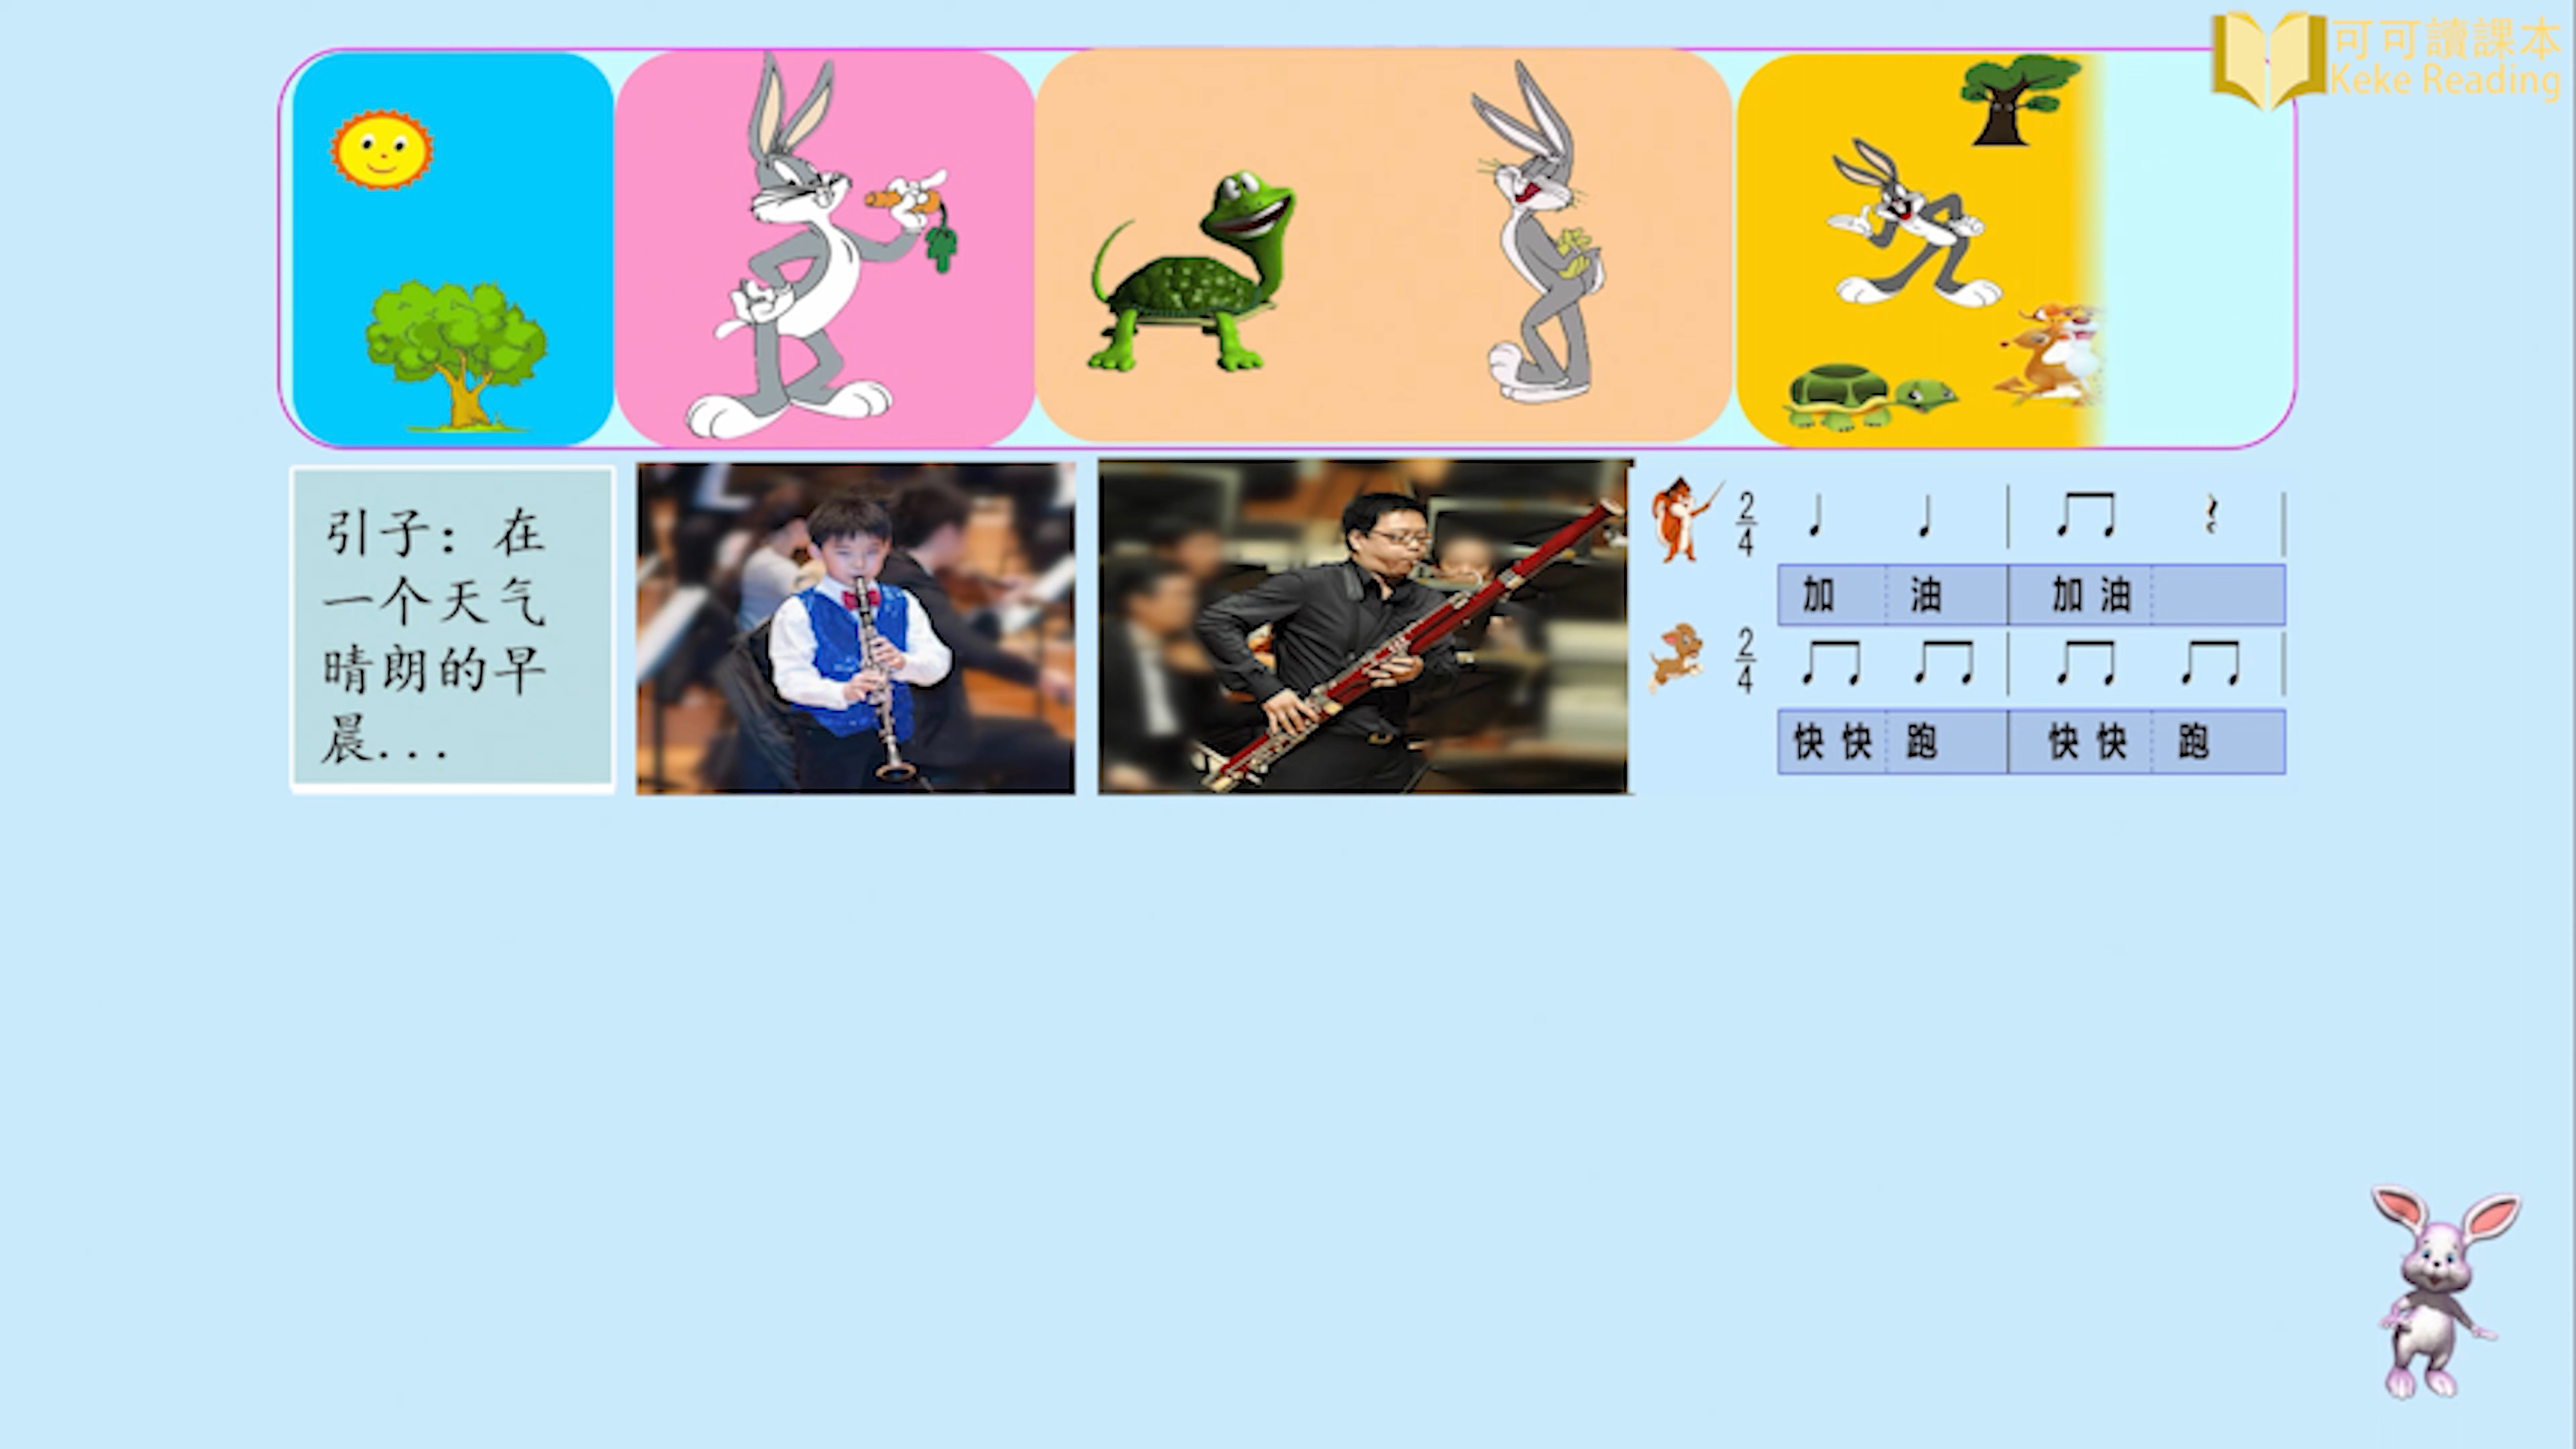 可可讀課本
Keke Reading
引子：在
一个天气
晴朗的早
晨...
2
4
加 油 加 油
2
4
快 快 跑 快 快 跑